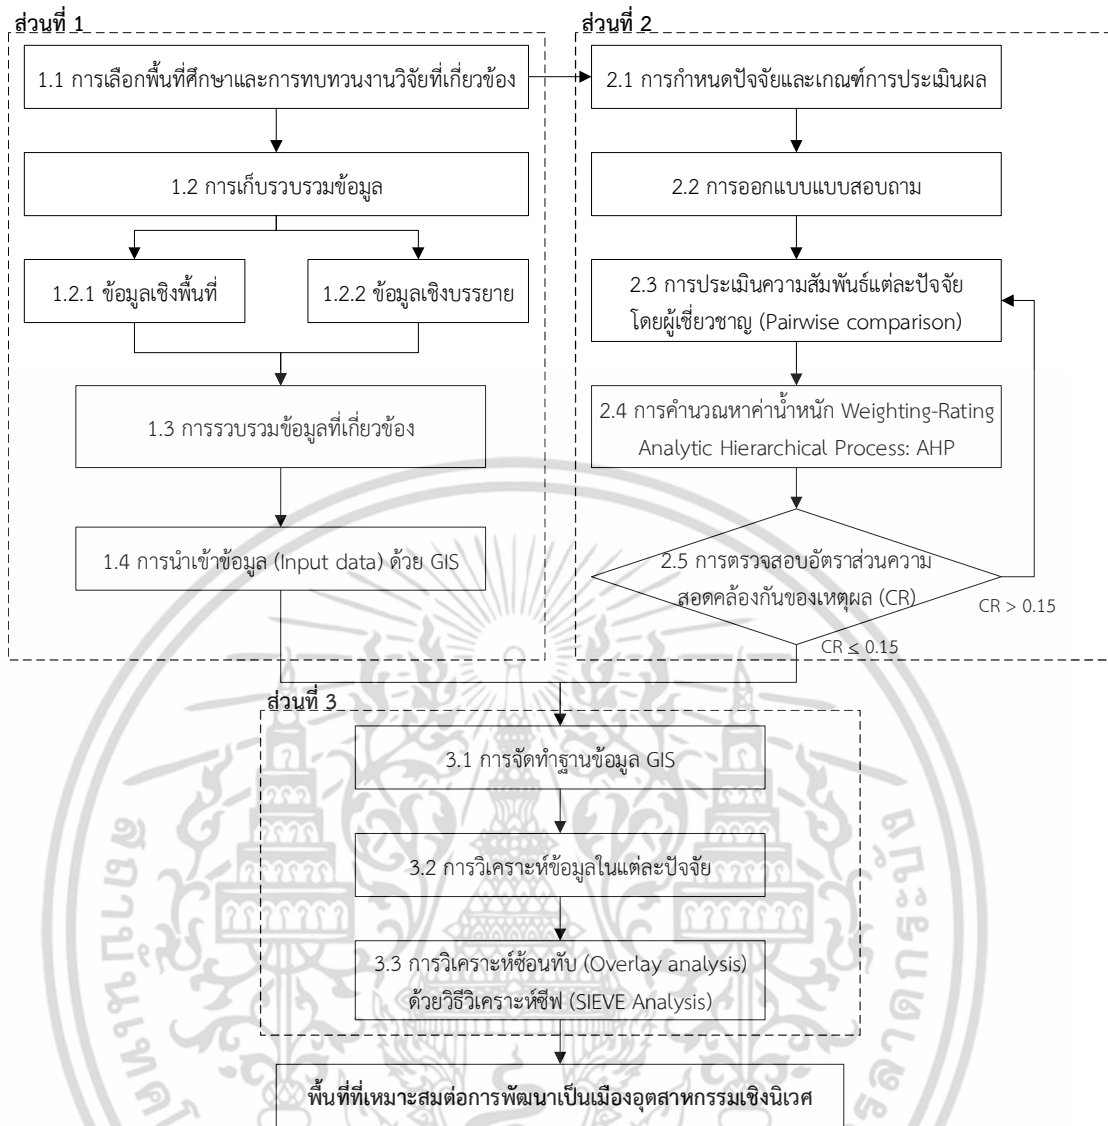 ส่วนที่ 1
1.1 การเลือกพื้นที่ศึกษาและการทบทวนงานวิจัยที่เกี่ยวข้อง
1.2 การเก็บรวบรวมข้อมูล
1.2.1 ข้อมูลเชิงพื้นที่
1.2.2 ข้อมูลเชิงบรรยาย
1.3 การรวบรวมข้อมูลที่เกี่ยวข้อง
1.4 การนำเข้าข้อมูล (Input data) ด้วย GIS
ส่วนที่ 2
2.1 การกำหนดปัจจัยและเกณฑ์การประเมินผล
2.2 การออกแบบแบบสอบถาม
2.3 การประเมินความสัมพันธ์แต่ละปัจจัย
โดยผู้เชี่ยวชาญ (Pairwise comparison)
2.4 การคำนวณหาค่าน้ำหนัก Weighting-Rating
Analytic Hierarchical Process: AHP
2.5 การตรวจสอบอัตราส่วนความ
สอดคล้องกันของเหตุผล (CR)
CR > 0.15
CR ≤ 0.15
ส่วนที่ 3
3.1 การจัดทำฐานข้อมูล GIS
3.2 การวิเคราะห์ข้อมูลในแต่ละปัจจัย
3.3 การวิเคราะห์ซ้อนทับ (Overlay analysis)
ด้วยวิธีวิเคราะห์ซีฟ (SIEVE Analysis)
พื้นที่ที่เหมาะสมต่อการพัฒนาเป็นเมืองอุตสาหกรรมเชิงนิเวศ